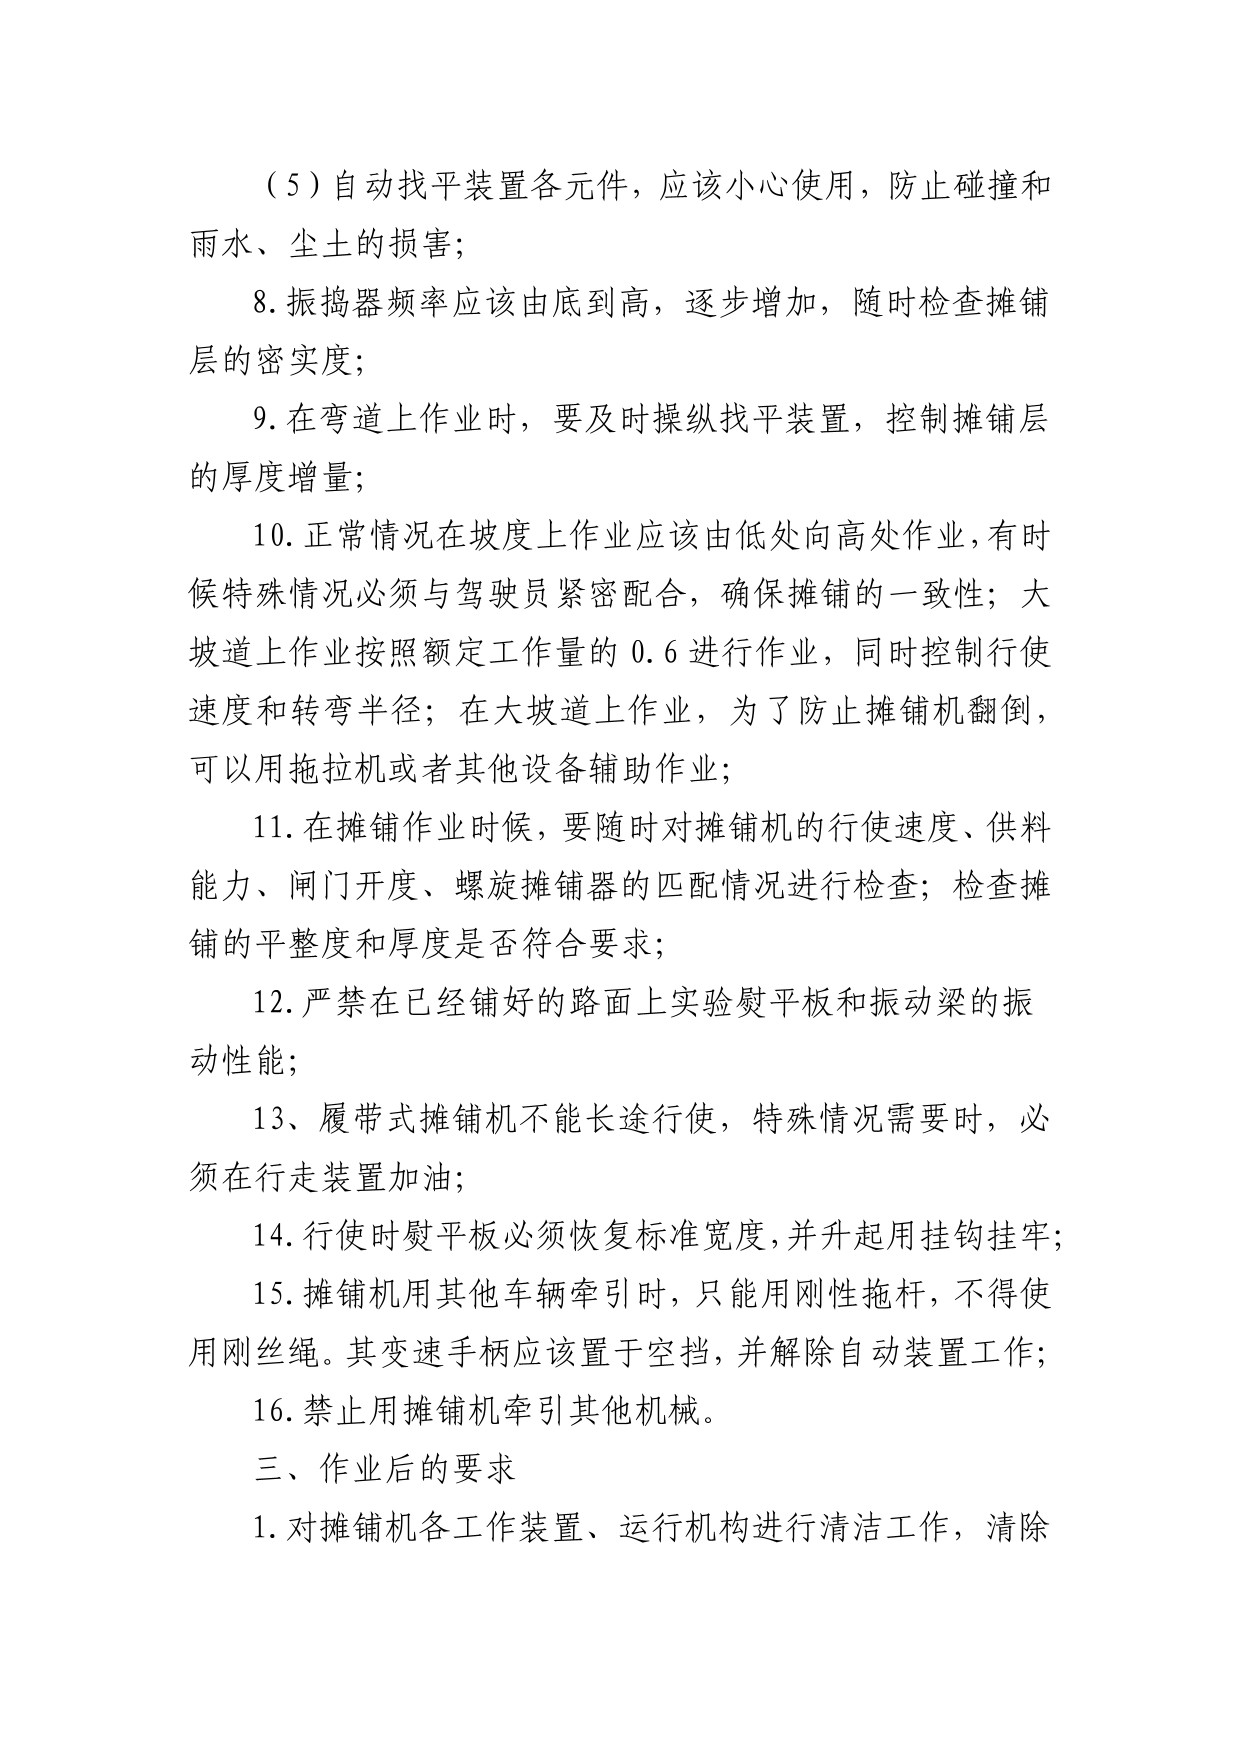 （5）自动找平装置各元件，应该小心使用，防止碰撞和
雨水、尘土的损害；
8.振捣器频率应该由底到高，逐步增加，随时检查摊铺
层的密实度；
9.在弯道上作业时，要及时操纵找平装置，控制摊铺层
的厚度增量；
10.正常情况在坡度上作业应该由低处向高处作业，有时
候特殊情况必须与驾驶员紧密配合，确保摊铺的一致性；大
坡道上作业按照额定工作量的 0.6 进行作业，同时控制行使
速度和转弯半径；在大坡道上作业，为了防止摊铺机翻倒，
可以用拖拉机或者其他设备辅助作业；
11.在摊铺作业时候，要随时对摊铺机的行使速度、供料
能力、闸门开度、螺旋摊铺器的匹配情况进行检查；检查摊
铺的平整度和厚度是否符合要求；
12.严禁在已经铺好的路面上实验熨平板和振动梁的振
动性能；
13、履带式摊铺机不能长途行使，特殊情况需要时，必
须在行走装置加油；
14.行使时熨平板必须恢复标准宽度，并升起用挂钩挂牢；
15.摊铺机用其他车辆牵引时，只能用刚性拖杆，不得使
用刚丝绳。其变速手柄应该置于空挡，并解除自动装置工作；
16.禁止用摊铺机牵引其他机械。
三、作业后的要求
1.对摊铺机各工作装置、运行机构进行清洁工作，清除